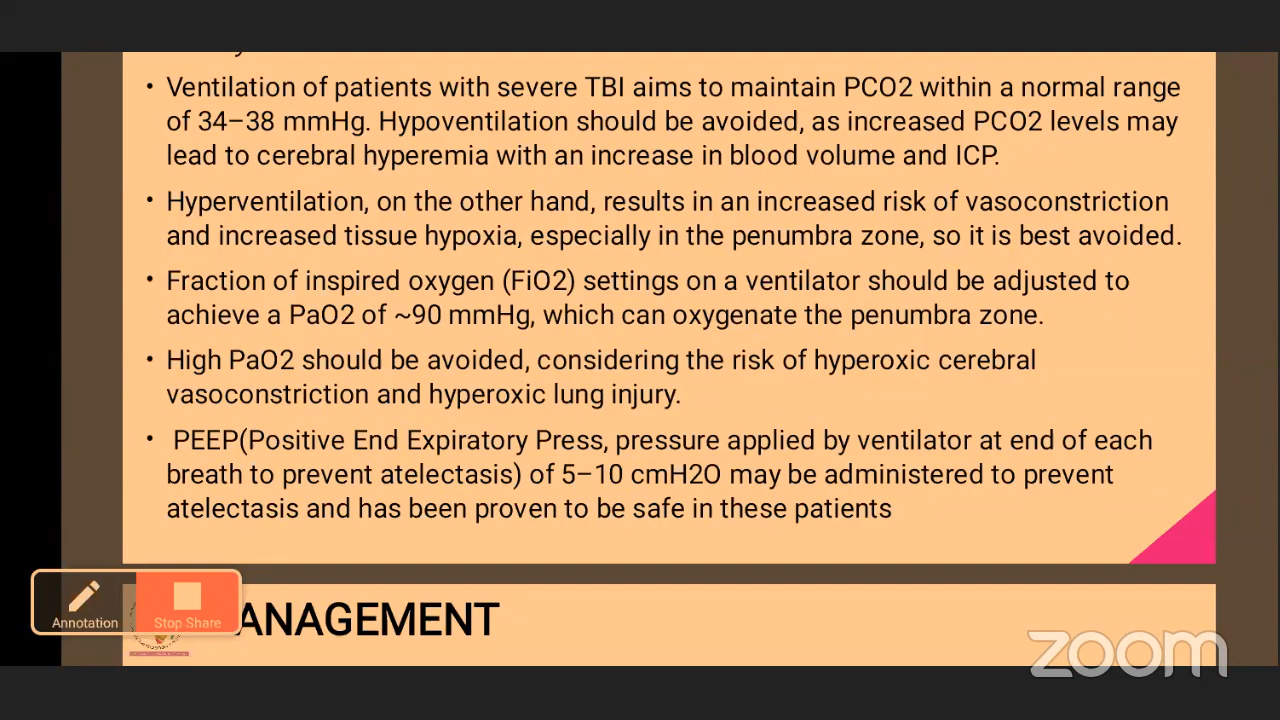 • Ventilation of patients with severe TBI aims to maintain PCO2 within a normal range
of 34–38 mmHg. Hypoventilation should be avoided, as increased PCO2 levels may
lead to cerebral hyperemia with an increase in blood volume and ICP.
• Hyperventilation, on the other hand, results in an increased risk of vasoconstriction
and increased tissue hypoxia, especially in the penumbra zone, so it is best avoided.
• Fraction of inspired oxygen (FiO2) settings on a ventilator should be adjusted to
achieve a PaO2 of ~90 mmHg, which can oxygenate the penumbra zone.
• High PaO2 should be avoided, considering the risk of hyperoxic cerebral
vasoconstriction and hyperoxic lung injury.
• PEEP(Positive End Expiratory Press, pressure applied by ventilator at end of each
breath to prevent atelectasis) of 5–10 cmH2O may be administered to prevent
atelectasis and has been proven to be safe in these patients
Annotation
Stop Share
ANAGEMENT
zoom